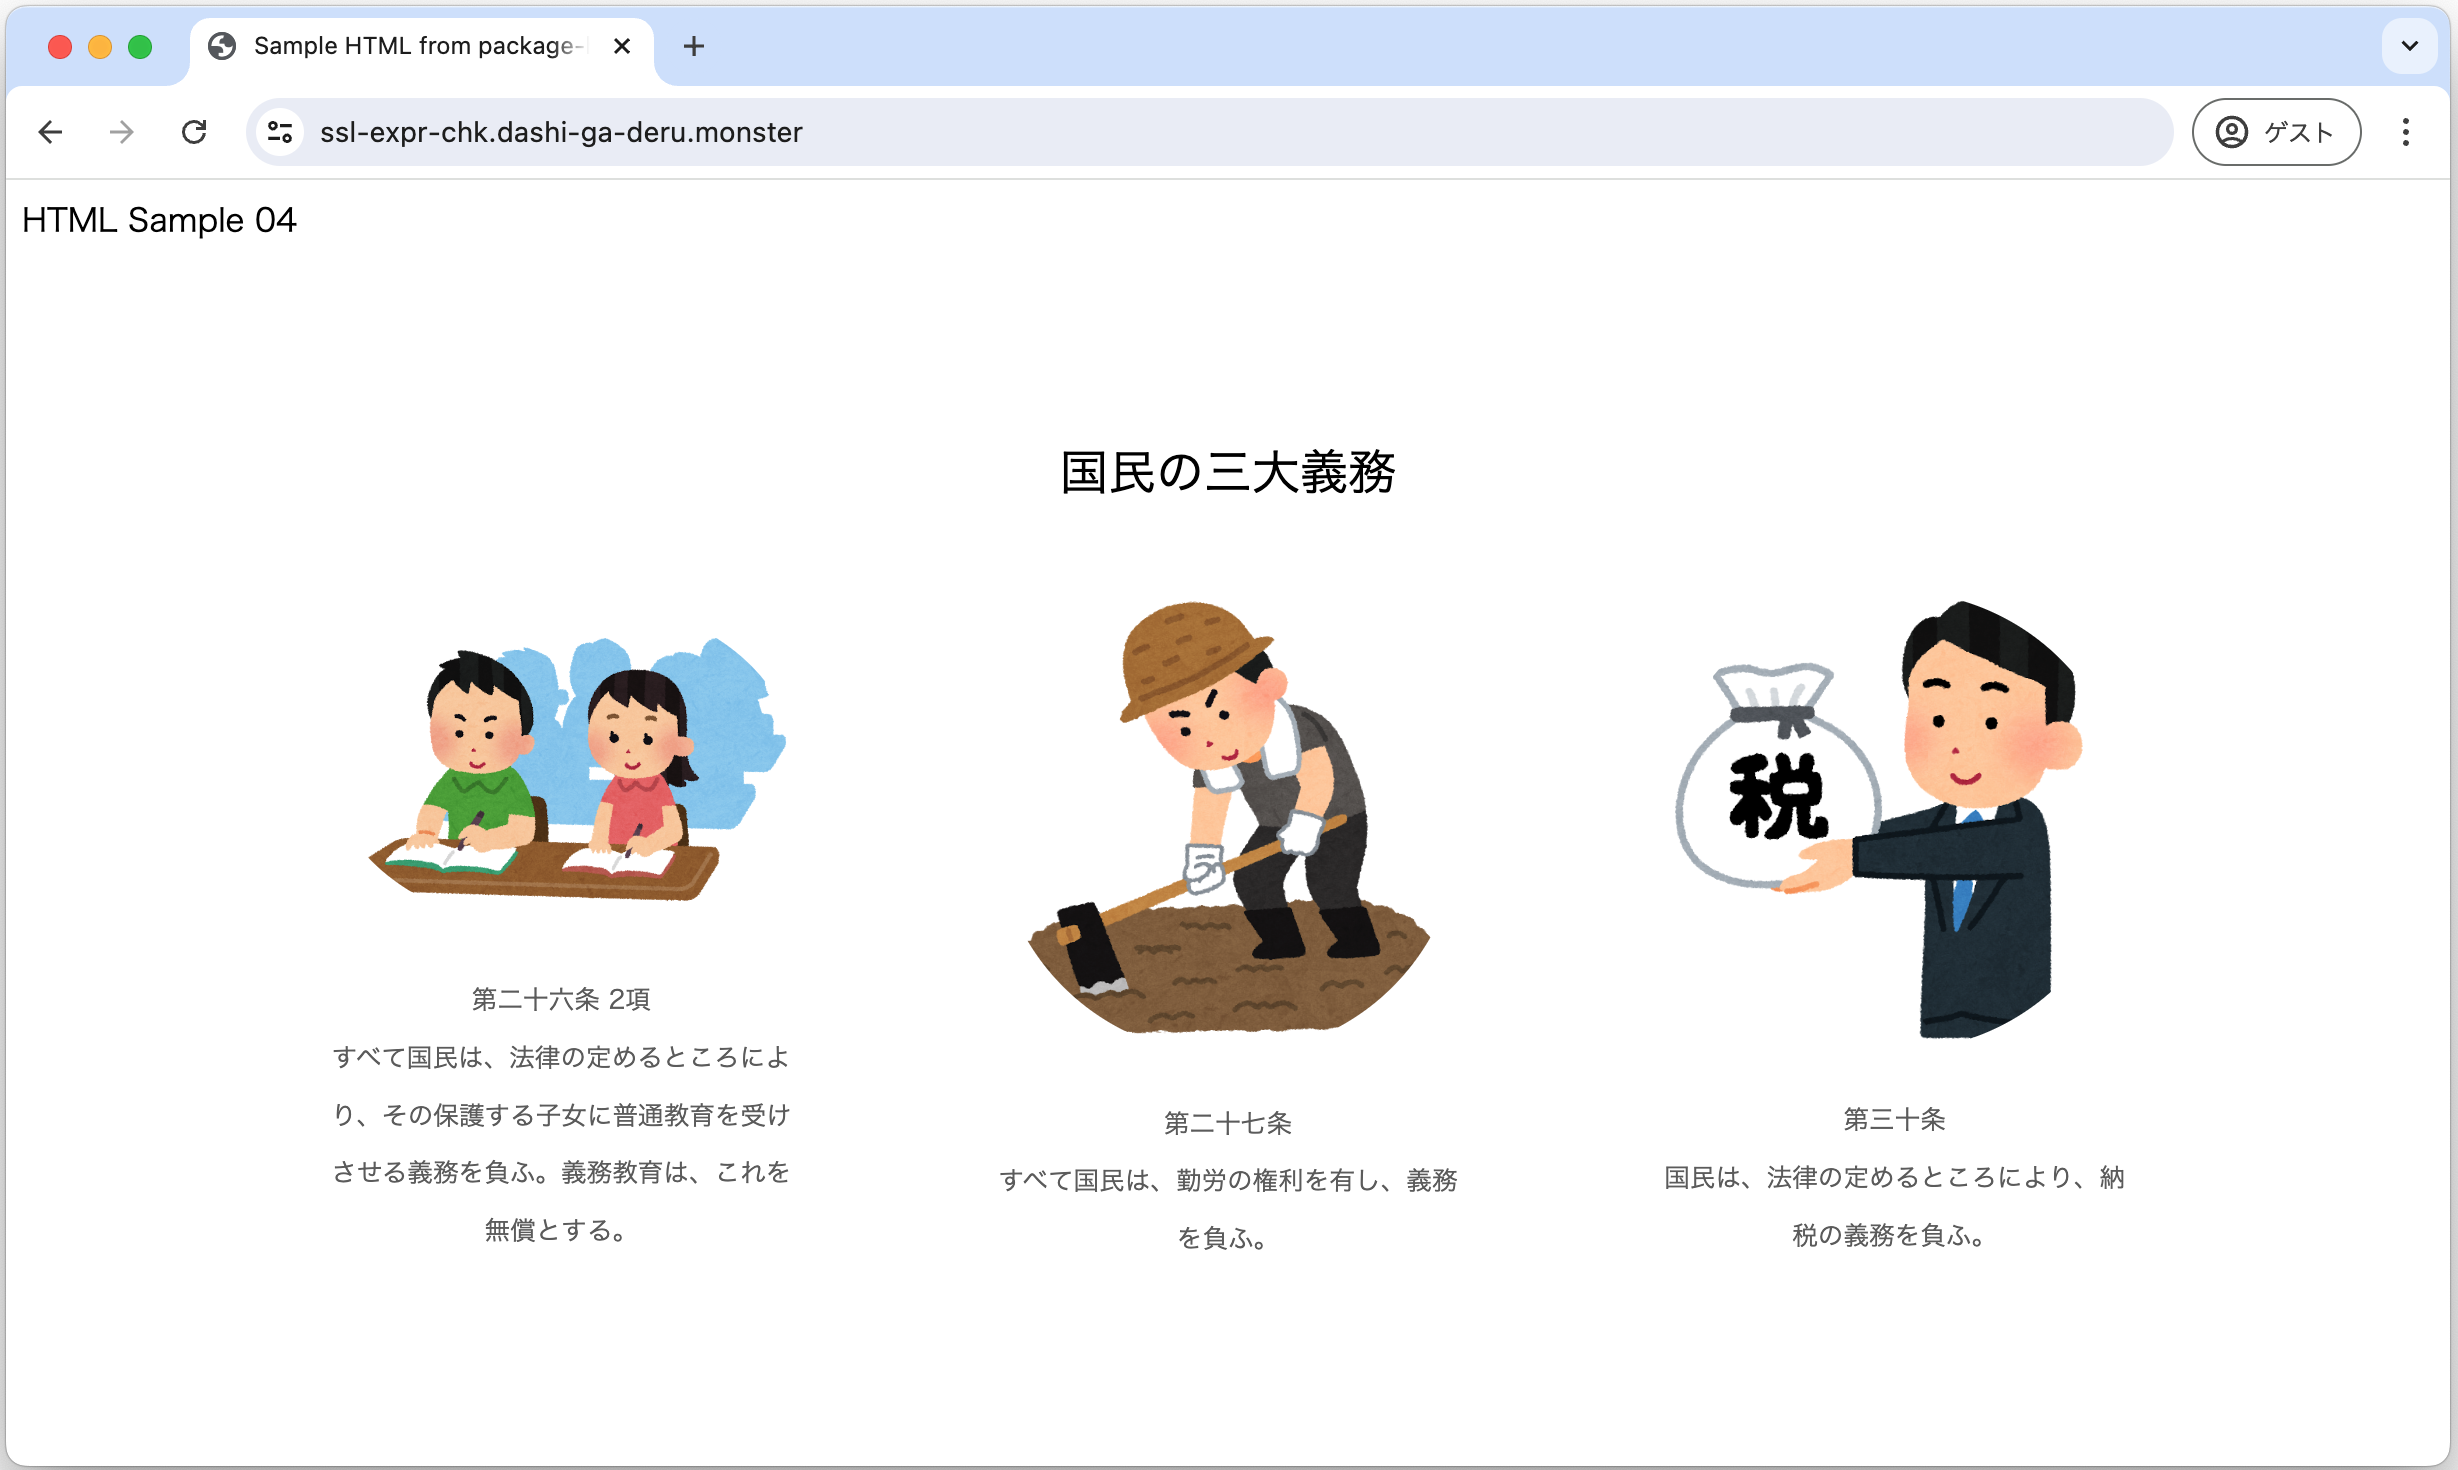 Sample HTML from package-
ssl-expr-chk.dashi-ga-deru.monster
ゲスト
HTML Sample 04
国民の三大義務
第二十六条 2項
すべて国民は、法律の定めるところによ
り、その保護する子女に普通教育を受け
させる義務を負ふ。義務教育は、これを
無償とする。
第二十七条
すべて国民は、勤労の権利を有し、義務
を負ふ。
税
第三十条
国民は、法律の定めるところにより、納
税の義務を負ふ。